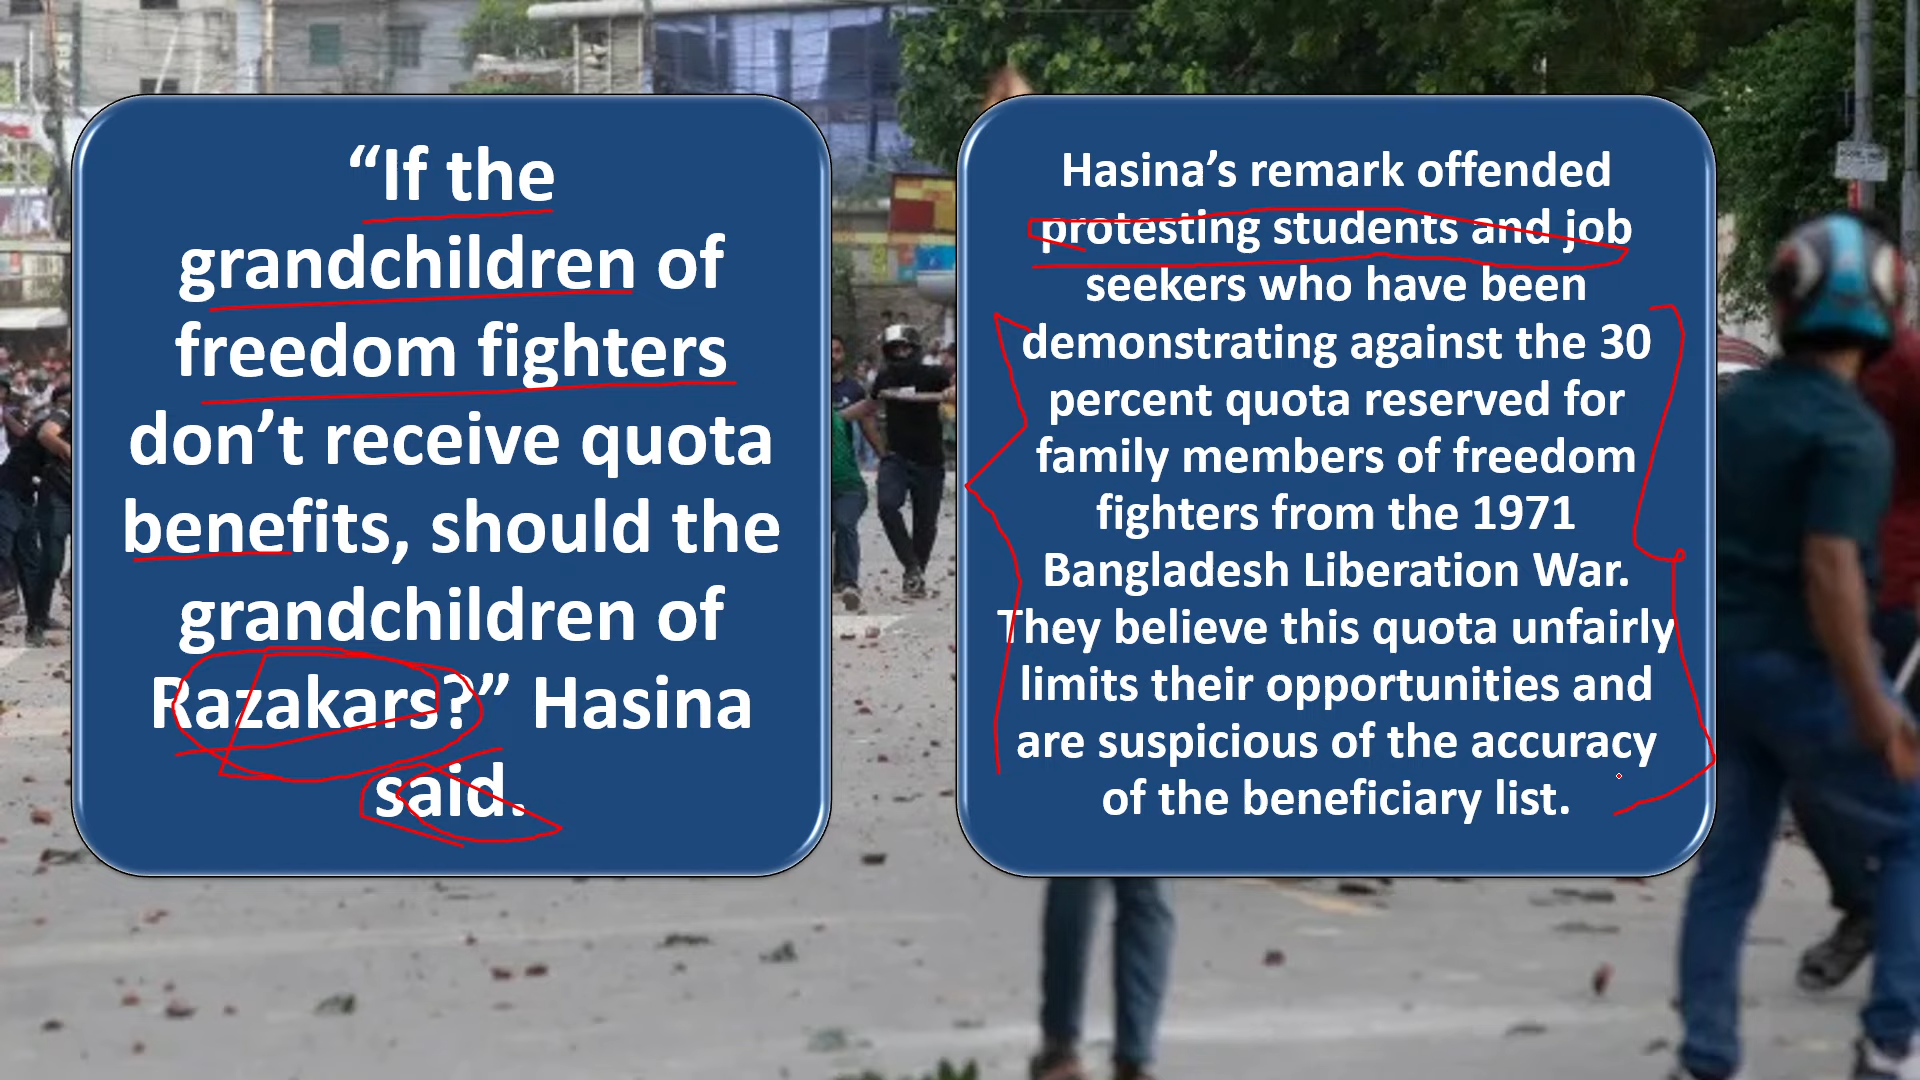 “If the
grandchildren of
freedom fighters
don’t receive quota
benefits, should the
grandchildren of
Razakars?” Hasina
said.
Hasina’s remark offended
protesting students and job
seekers who have been
demonstrating against the 30
percent quota reserved for
family members of freedom
fighters from the 1971
Bangladesh Liberation War.
They believe this quota unfairly
limits their opportunities and
are suspicious of the accuracy
of the beneficiary list.